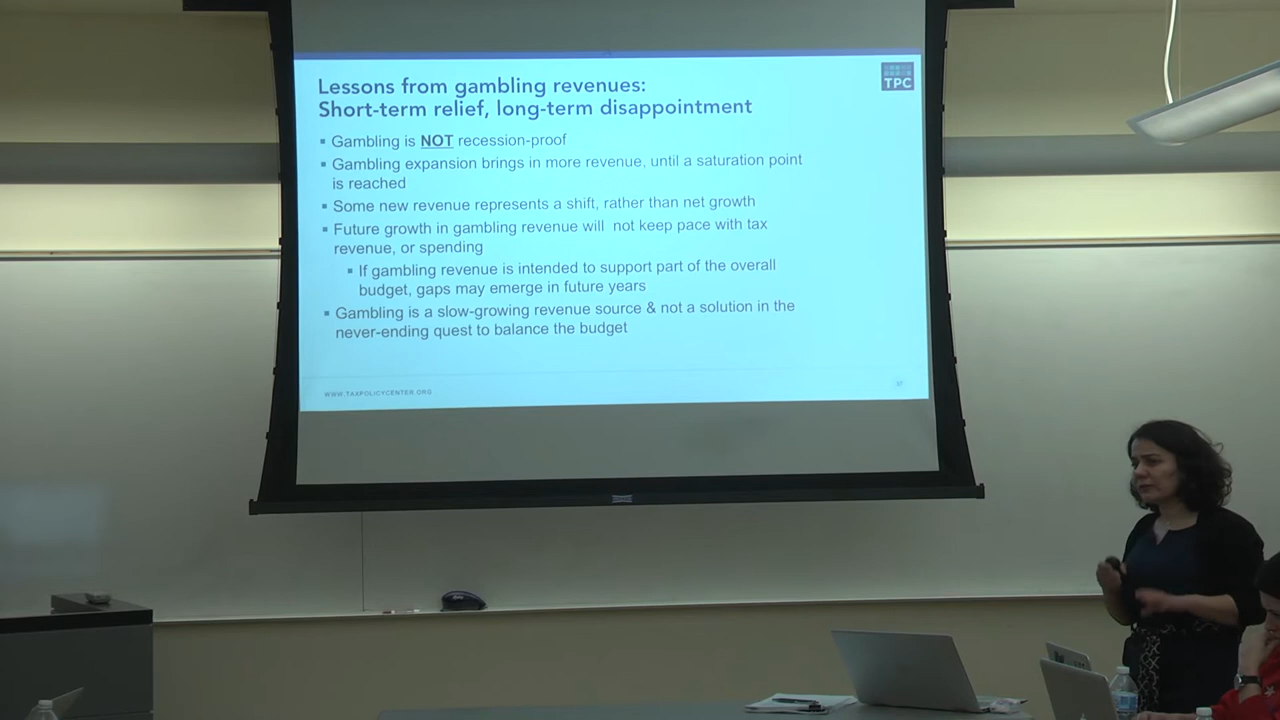 Lessons from gambling revenues:
Short-term relief, long-term disappointment
TPC
▪ Gambling is NOT recession-proof
▪ Gambling expansion brings in more revenue, until a saturation point
is reached
▪ Some new revenue represents a shift, rather than net growth
▪ Future growth in gambling revenue will not keep pace with tax
revenue, or spending
▪ If gambling revenue is intended to support part of the overall
budget, gaps may emerge in future years
▪ Gambling is a slow-growing revenue source & not a solution in the
never-ending quest to balance the budget
WWW.TAXPOLICYCENTER.ORG